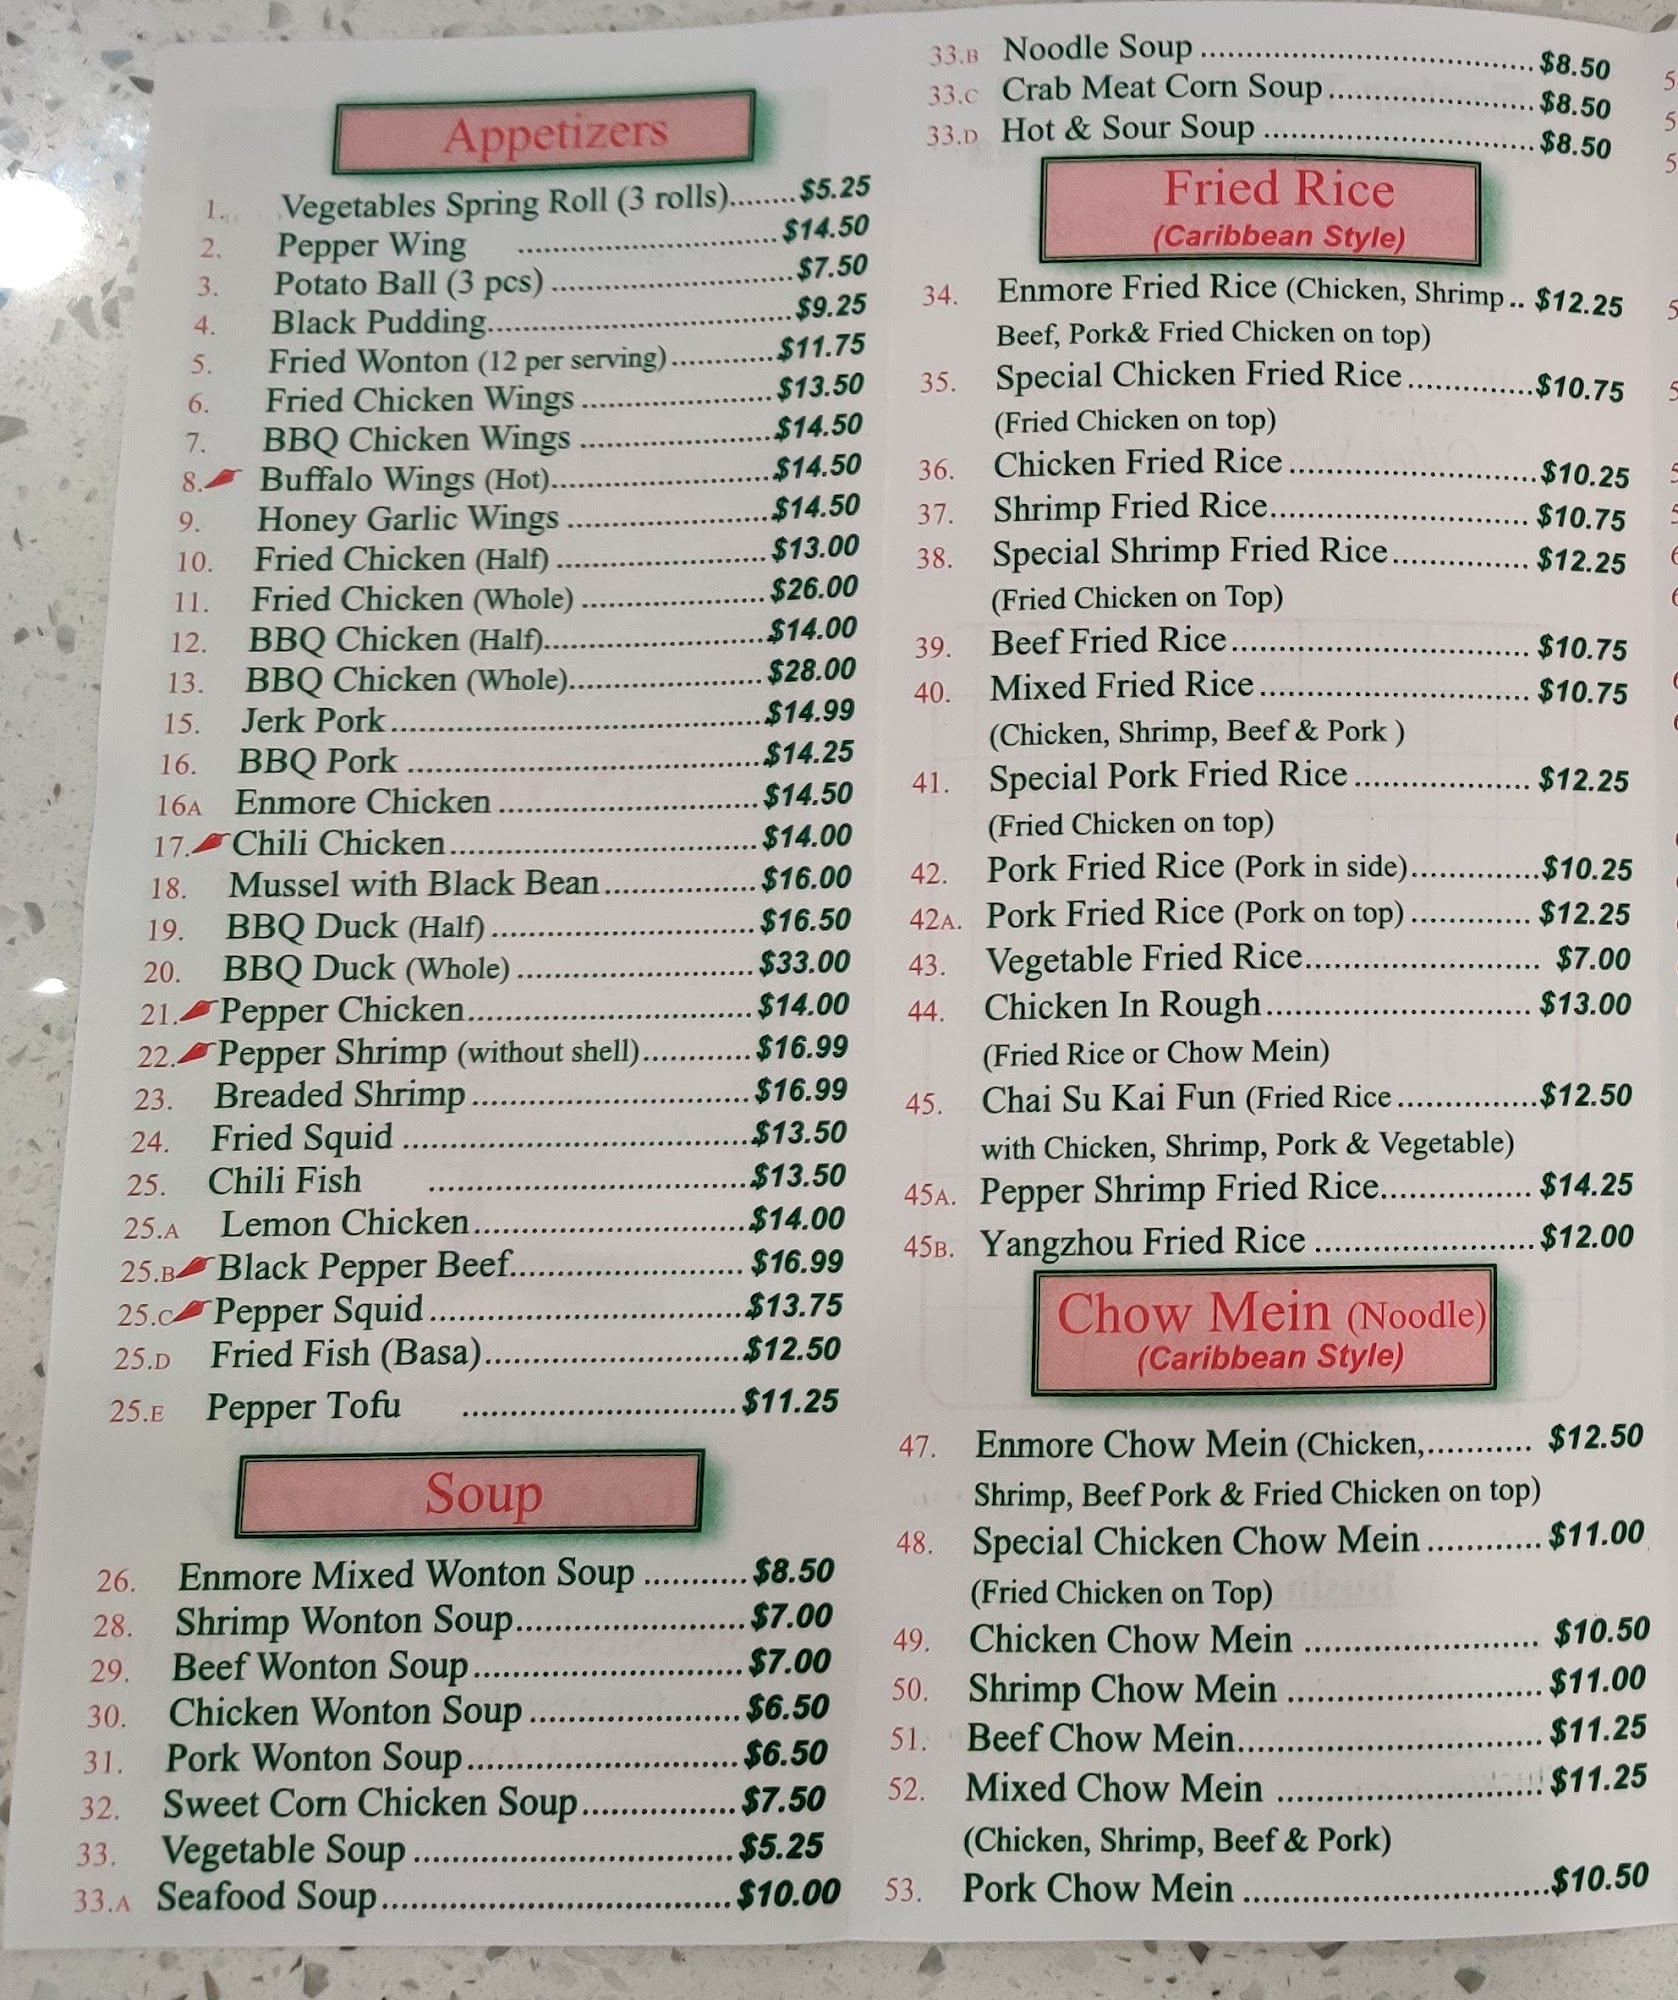 Appetizers
1. Vegetables Spring Roll (3 rolls)........$5.25
2. Pepper Wing ..............................$14.50
3. Potato Ball (3 pcs) ............................$7.50
4. Black Pudding...................................$9.25
5. Fried Wonton (12 per serving)............$11.75
6. Fried Chicken Wings ......................$13.50
7. BBQ Chicken Wings ......................$14.50
8. Buffalo Wings (Hot).........................$14.50
9. Honey Garlic Wings .......................$14.50
10. Fried Chicken (Half) ........................$13.00
11. Fried Chicken (Whole) .....................$26.00
12. BBQ Chicken (Half)..........................$14.00
13. BBQ Chicken (Whole).......................$28.00
15. Jerk Pork..........................................$14.99
16. BBQ Pork ........................................$14.25
16A Enmore Chicken ..............................$14.50
17. Chili Chicken...................................$14.00
18. Mussel with Black Bean..................$16.00
19. BBQ Duck (Half) ..............................$16.50
20. BBQ Duck (Whole) ...........................$33.00
21. Pepper Chicken.................................$14.00
22. Pepper Shrimp (without shell).............$16.99
23. Breaded Shrimp ................................$16.99
24. Fried Squid ........................................$13.50
25. Chili Fish .....................................$13.50
25.A Lemon Chicken................................$14.00
25.B Black Pepper Beef........................... $16.99
25.C Pepper Squid ....................................$13.75
25.D Fried Fish (Basa)..............................$12.50
25.E Pepper Tofu ................................$11.25
Soup
26. Enmore Mixed Wonton Soup ............$8.50
28. Shrimp Wonton Soup..........................$7.00
29. Beef Wonton Soup...............................$7.00
30. Chicken Wonton Soup ........................$6.50
31. Pork Wonton Soup...............................$6.50
32. Sweet Corn Chicken Soup.................$7.50
33. Vegetable Soup .....................................$5.25
33.A Seafood Soup........................................$10.00
33.B Noodle Soup ......................................$8.50
33.C Crab Meat Corn Soup........................$8.50
33.D Hot & Sour Soup ...............................$8.50
Fried Rice
(Caribbean Style)
34. Enmore Fried Rice (Chicken, Shrimp.. $12.25
Beef, Pork& Fried Chicken on top)
35. Special Chicken Fried Rice..............$10.75
(Fried Chicken on top)
36. Chicken Fried Rice ............................$10.25
37. Shrimp Fried Rice............................. $10.75
38. Special Shrimp Fried Rice............... $12.25
(Fried Chicken on Top)
39. Beef Fried Rice................................. $10.75
40. Mixed Fried Rice .............................. $10.75
(Chicken, Shrimp, Beef & Pork )
41. Special Pork Fried Rice .................... $12.25
(Fried Chicken on top)
42. Pork Fried Rice (Pork in side)..............$10.25
42A. Pork Fried Rice (Pork on top) ............. $12.25
43. Vegetable Fried Rice.......................... $7.00
44. Chicken In Rough.............................. $13.00
(Fried Rice or Chow Mein)
45. Chai Su Kai Fun (Fried Rice ................$12.50
with Chicken, Shrimp, Pork & Vegetable)
45A. Pepper Shrimp Fried Rice................. $14.25
45B. Yangzhou Fried Rice .........................$12.00
Chow Mein (Noodle)
(Caribbean Style)
47. Enmore Chow Mein (Chicken,........... $12.50
Shrimp, Beef Pork & Fried Chicken on top)
48. Special Chicken Chow Mein ............$11.00
(Fried Chicken on Top)
49. Chicken Chow Mein ......................... $10.50
50. Shrimp Chow Mein ............................$11.00
51. Beef Chow Mein.................................$11.25
52. Mixed Chow Mein .............................$11.25
(Chicken, Shrimp, Beef & Pork)
53. Pork Chow Mein .................................$10.50